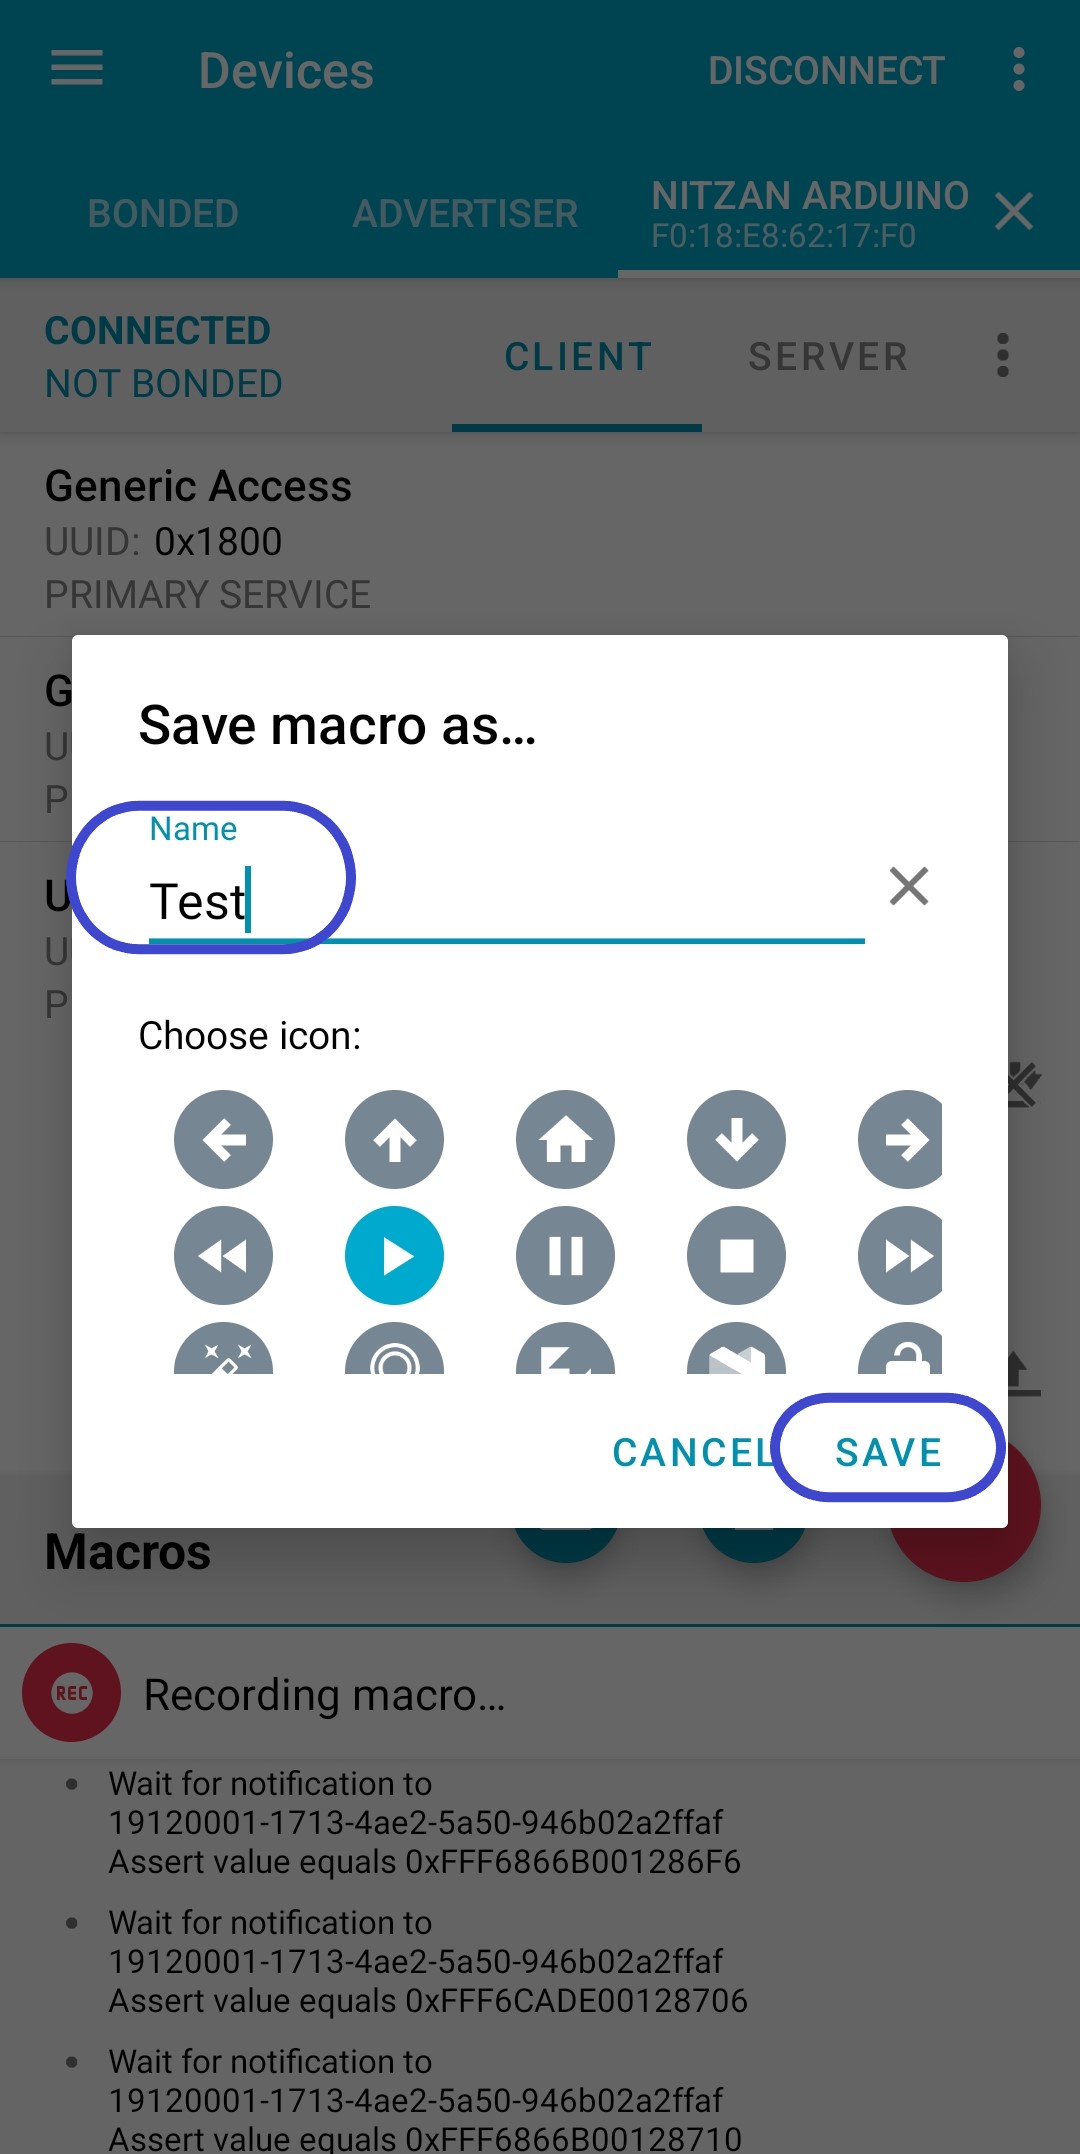 Devices
DISCONNECT
BONDED
ADVERTISER
NITZAN ARDUINO
F0:18:E8:62:17:F0
CONNECTED
NOT BONDED
CLIENT
SERVER
Generic Access
UUID: 0x1800
PRIMARY SERVICE
G
U
P
U
U
P
Save macro as...
Name
Test
Choose icon:
CANCEL
SAVE
Macros
REC
Recording macro...
Wait for notification to
19120001-1713-4ae2-5a50-946b02a2ffaf
Assert value equals 0xFFF6866B001286F6
Wait for notification to
19120001-1713-4ae2-5a50-946b02a2ffaf
Assert value equals 0xFFF6CADE00128706
Wait for notification to
19120001-1713-4ae2-5a50-946b02a2ffaf
Assert value equals 0xFFF6866B00128710